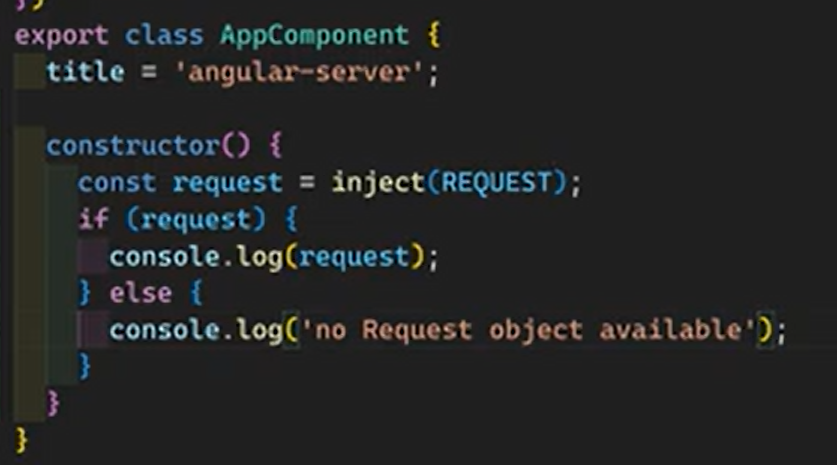 })
export class AppComponent {
  title = 'angular-server';
  constructor() {
    const request = inject(REQUEST);
    if (request) {
      console.log(request);
    } else {
      console.log('no Request object available');
    }
  }
}